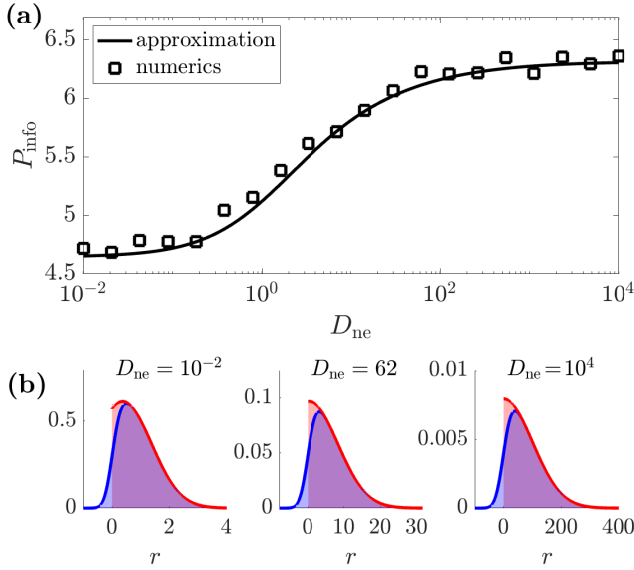 (a)
6.5
6
5.5
5
4.5
P_info
approximation
numerics
10^-2 10^0 10^2 10^4
D_ne
(b)
D_ne = 10^-2 D_ne = 62 D_ne = 10^4
0.5 0.1 0.01
0.05 0.005
0 0 0
0 2 4 0 10 20 30 0 200 400
r r r